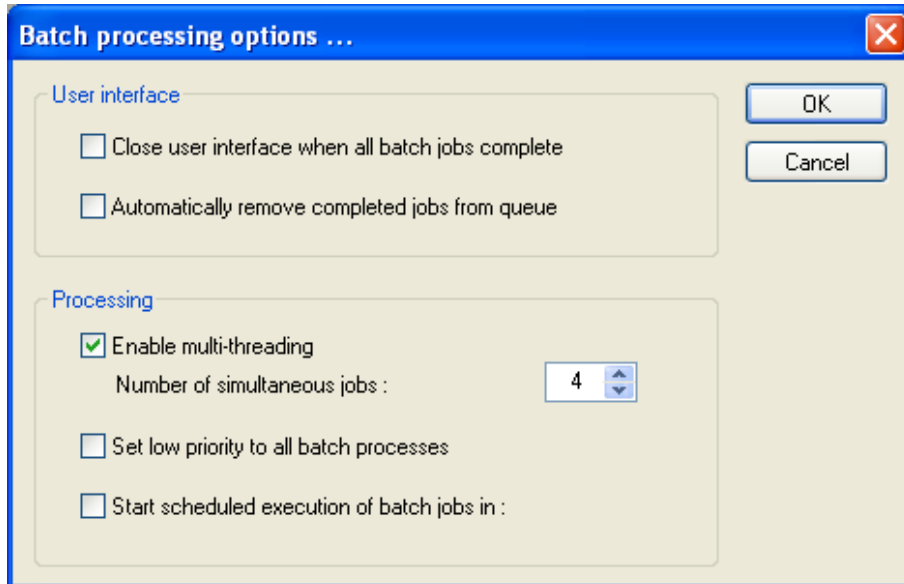 Batch processing options ...
User interface
OK
Close user interface when all batch jobs complete
Cancel
Automatically remove completed jobs from queue
Processing
Enable multi-threading
Number of simultaneous jobs : 4
Set low priority to all batch processes
Start scheduled execution of batch jobs in :